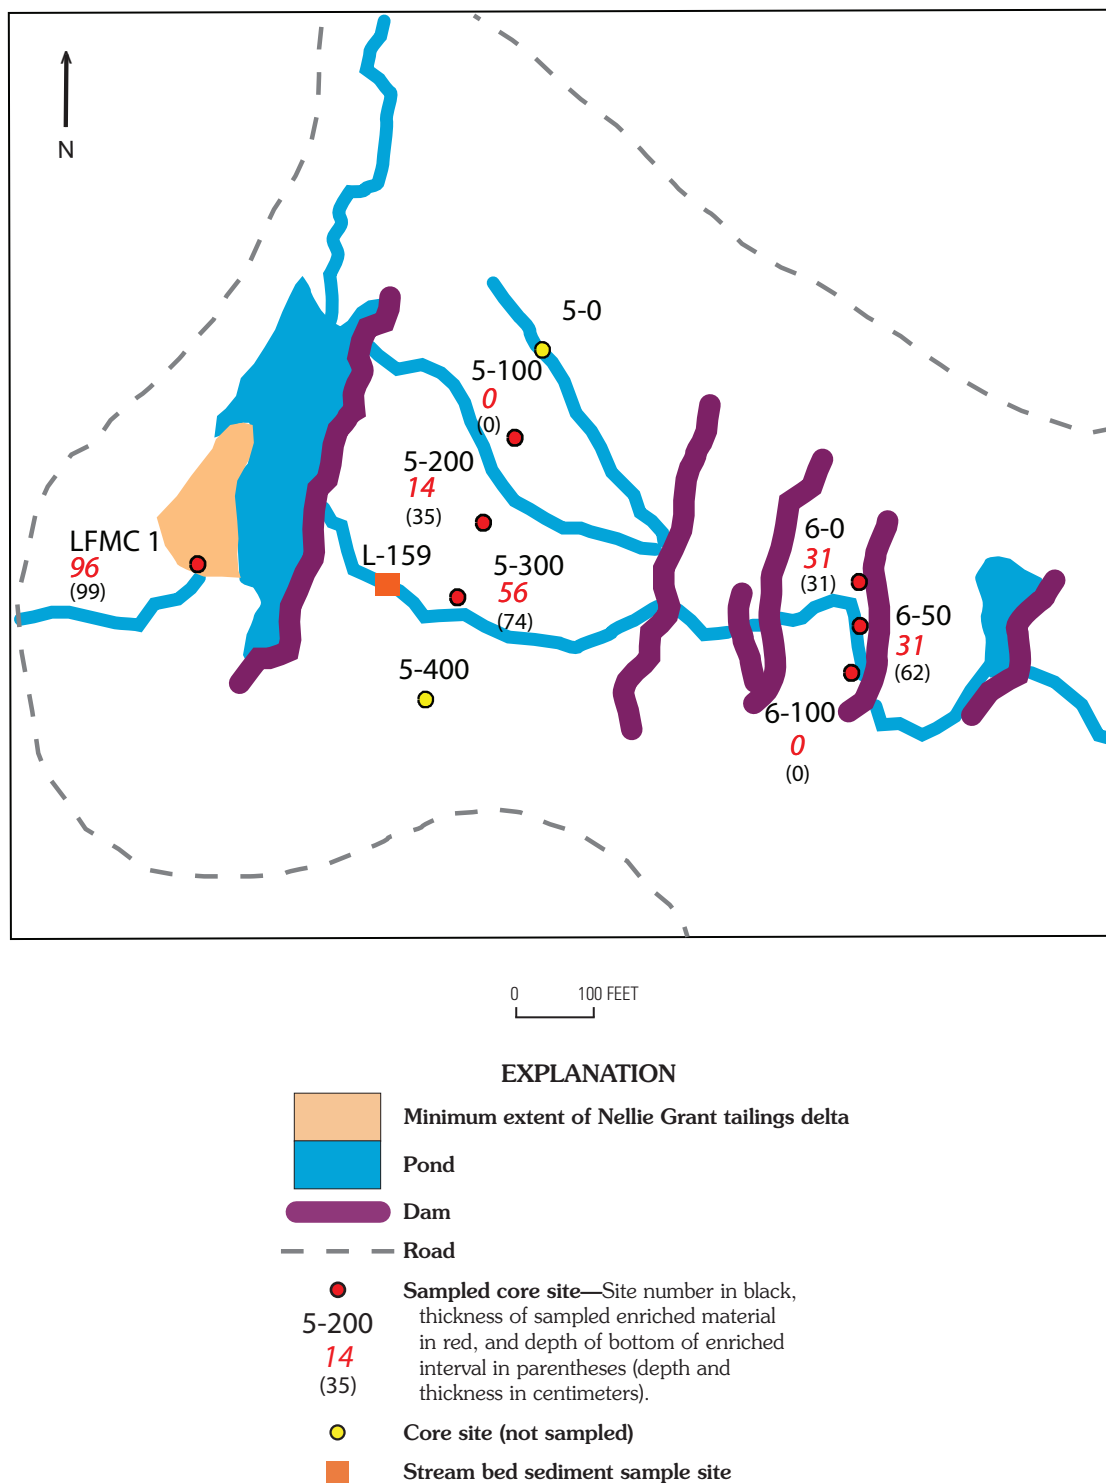 N
5-0
5-100
0
(0)
5-200
14
(35)
L-159
5-300
56
(74)
LFMC 1
96
(99)
5-400
6-0
31
(31)
6-50
31
(62)
6-100
0
(0)
0 100 FEET
EXPLANATION
Minimum extent of Nellie Grant tailings delta
Pond
Dam
Road
Sampled core site—Site number in black,
thickness of sampled enriched material
in red, and depth of bottom of enriched
interval in parentheses (depth and
thickness in centimeters).
5-200
14
(35)
Core site (not sampled)
Stream bed sediment sample site